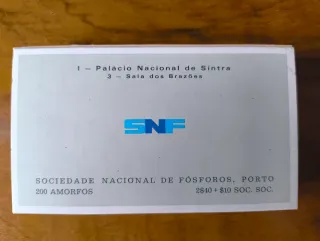 1 — Palácio Nacional de Sintra
3 — Sala dos Brazões
SNF
SOCIEDADE NACIONAL DE FÓSFOROS, PORTO
200 AMORFOS 2$40 + $10 SOC. SOC.